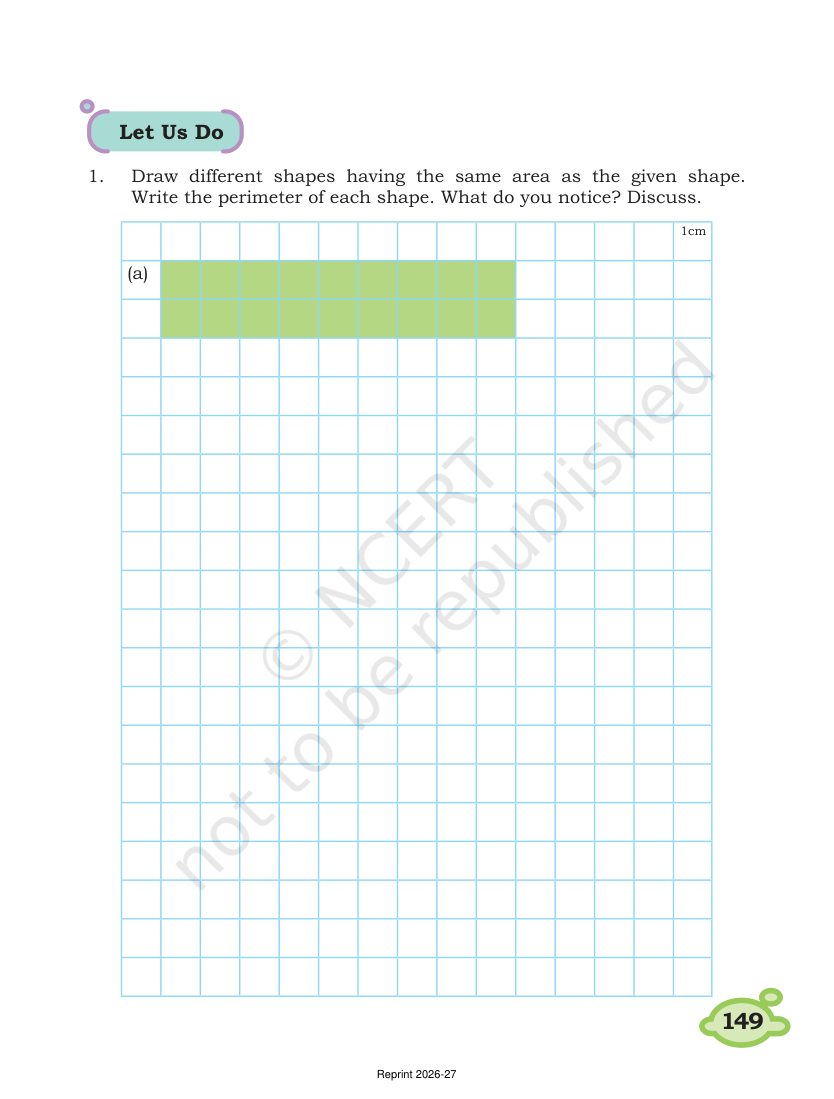 Let Us Do
1. Draw different shapes having the same area as the given shape.
Write the perimeter of each shape. What do you notice? Discuss.
1cm
(a)
© NCERT
not to be republished
149
Reprint 2026-27